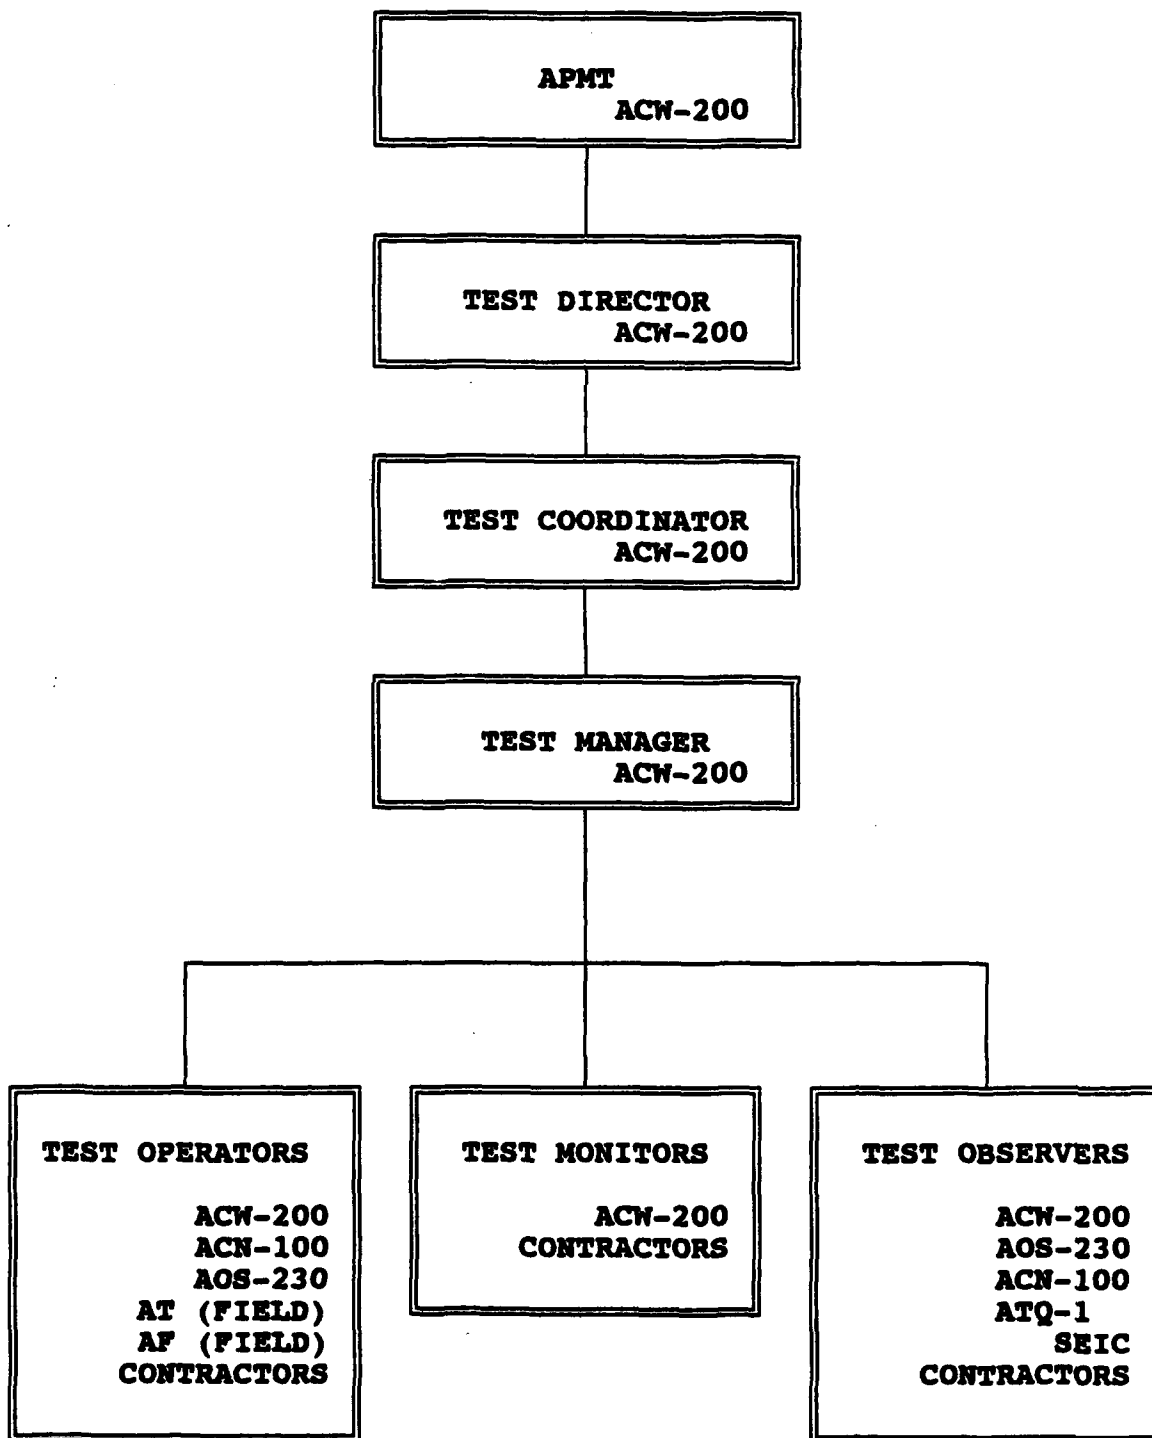 APMT
ACW-200
TEST DIRECTOR
ACW-200
TEST COORDINATOR
ACW-200
TEST MANAGER
ACW-200
TEST OPERATORS
ACW-200
ACN-100
AOS-230
AT (FIELD)
AF (FIELD)
CONTRACTORS
TEST MONITORS
ACW-200
CONTRACTORS
TEST OBSERVERS
ACW-200
AOS-230
ACN-100
ATQ-1
SEIC
CONTRACTORS